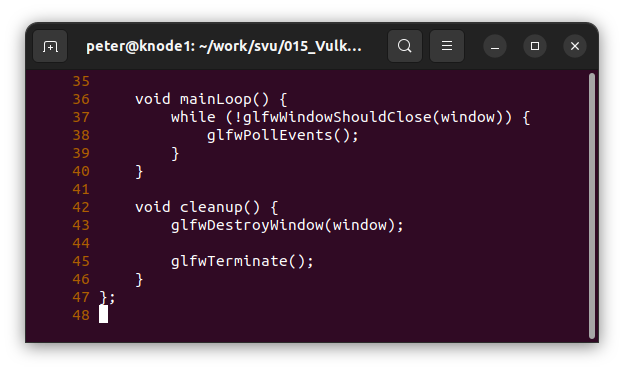 peter@knode1: ~/work/svu/015_Vulk...
35
36     void mainLoop() {
37         while (!glfwWindowShouldClose(window)) {
38             glfwPollEvents();
39         }
40     }
41
42     void cleanup() {
43         glfwDestroyWindow(window);
44
45         glfwTerminate();
46     }
47 };
48